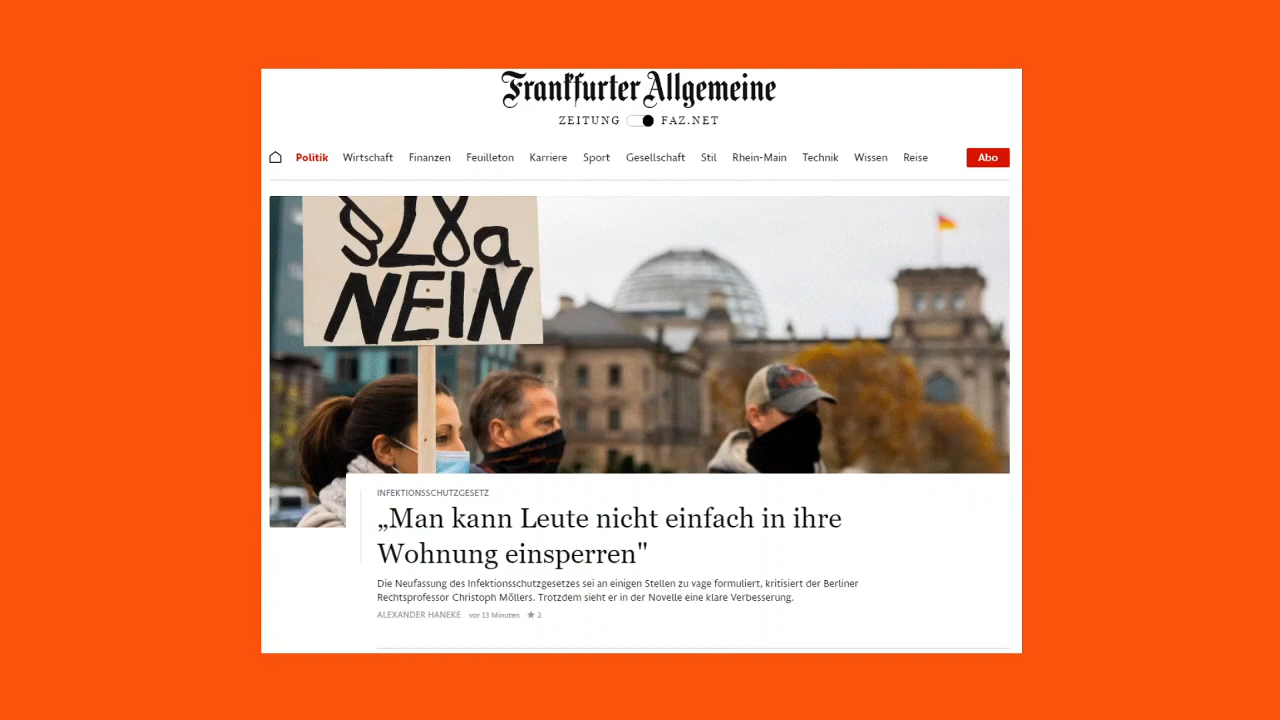 Frankfurter Allgemeine
ZEITUNG FAZ.NET
Politik Wirtschaft Finanzen Feuilleton Karriere Sport Gesellschaft Stil Rhein-Main Technik Wissen Reise Abo
§28a
NEIN
INFEKTIONSSCHUTZGESETZ
„Man kann Leute nicht einfach in ihre
Wohnung einsperren"
Die Neufassung des Infektionsschutzgesetzes sei an einigen Stellen zu vage formuliert, kritisiert der Berliner
Rechtsprofessor Christoph Möllers. Trotzdem sieht er in der Novelle eine klare Verbesserung.
ALEXANDER HANEKE vor 13 Minuten ★ 2